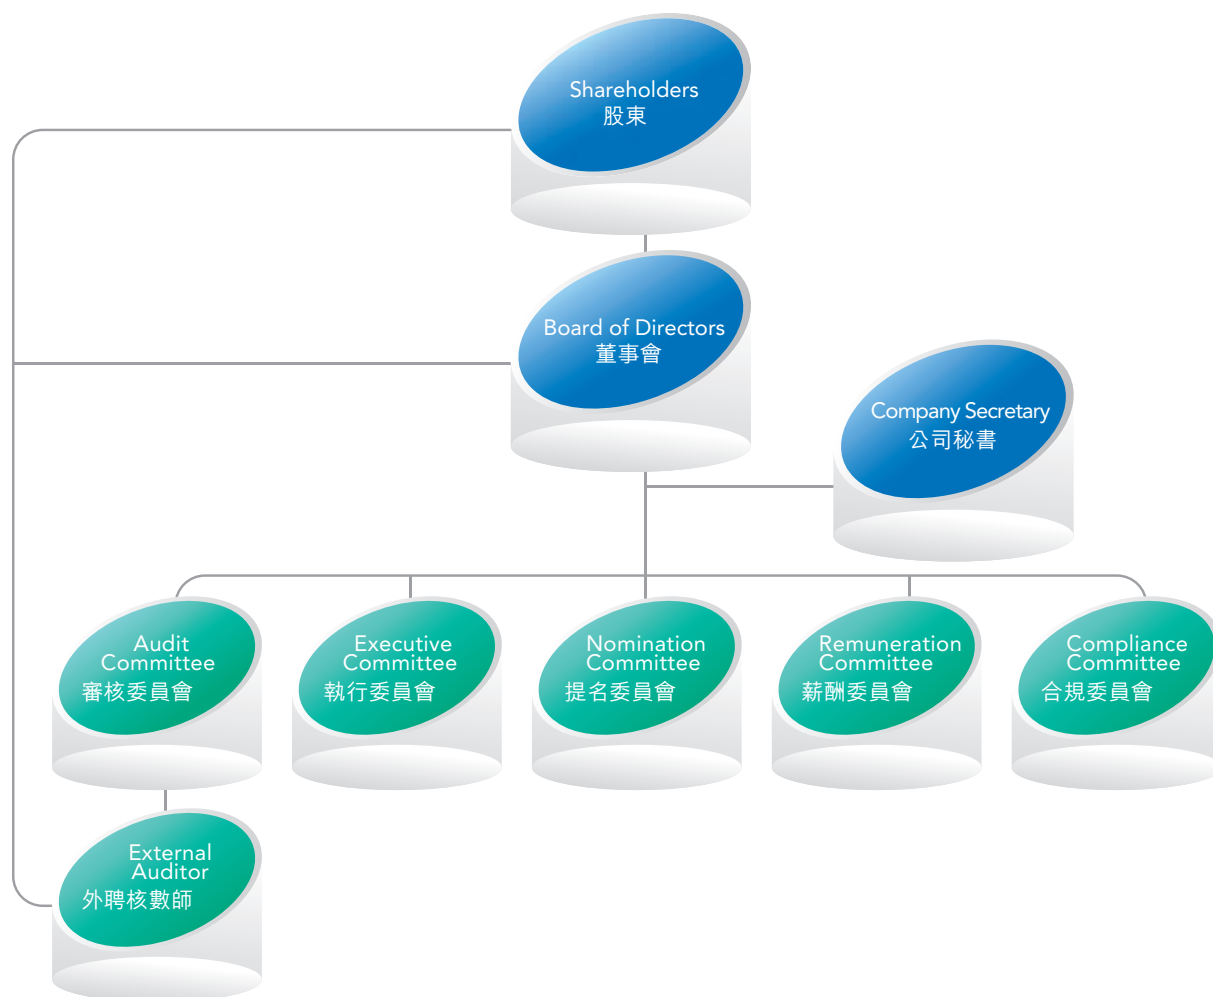 Shareholders
股東
Board of Directors
董事會
Company Secretary
公司秘書
Audit
Committee
審核委員會
Executive
Committee
執行委員會
Nomination
Committee
提名委員會
Remuneration
Committee
薪酬委員會
Compliance
Committee
合規委員會
External
Auditor
外聘核數師